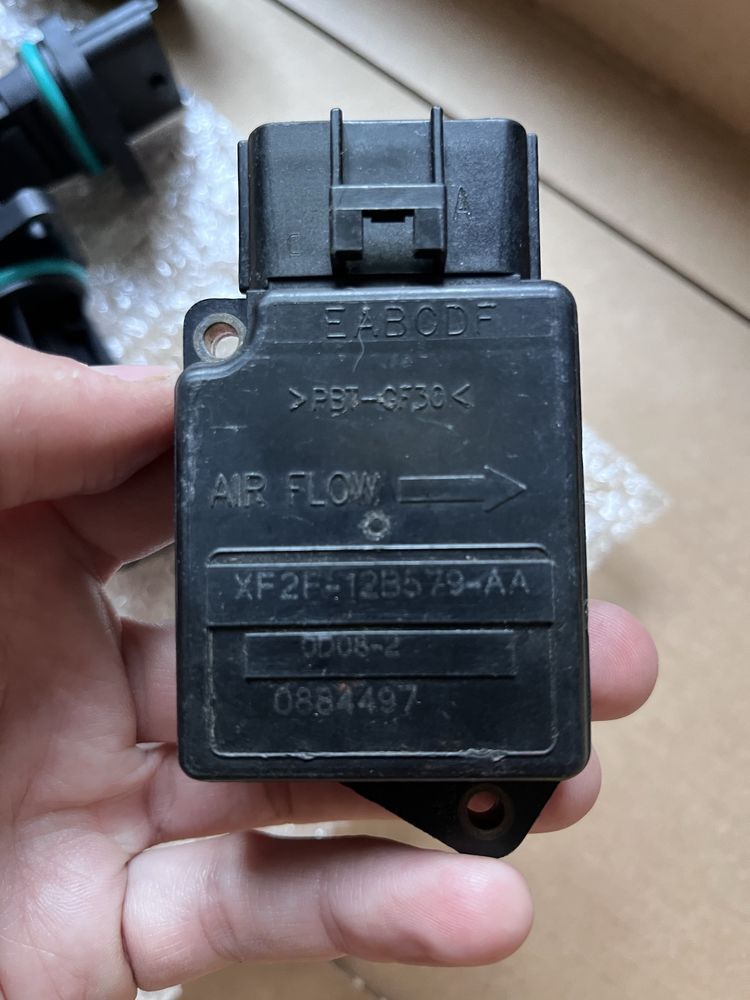 C A
EABCDF
>PBT-GF30<
AIR FLOW
XF2F-12B579-AA
0D08-2
0884497